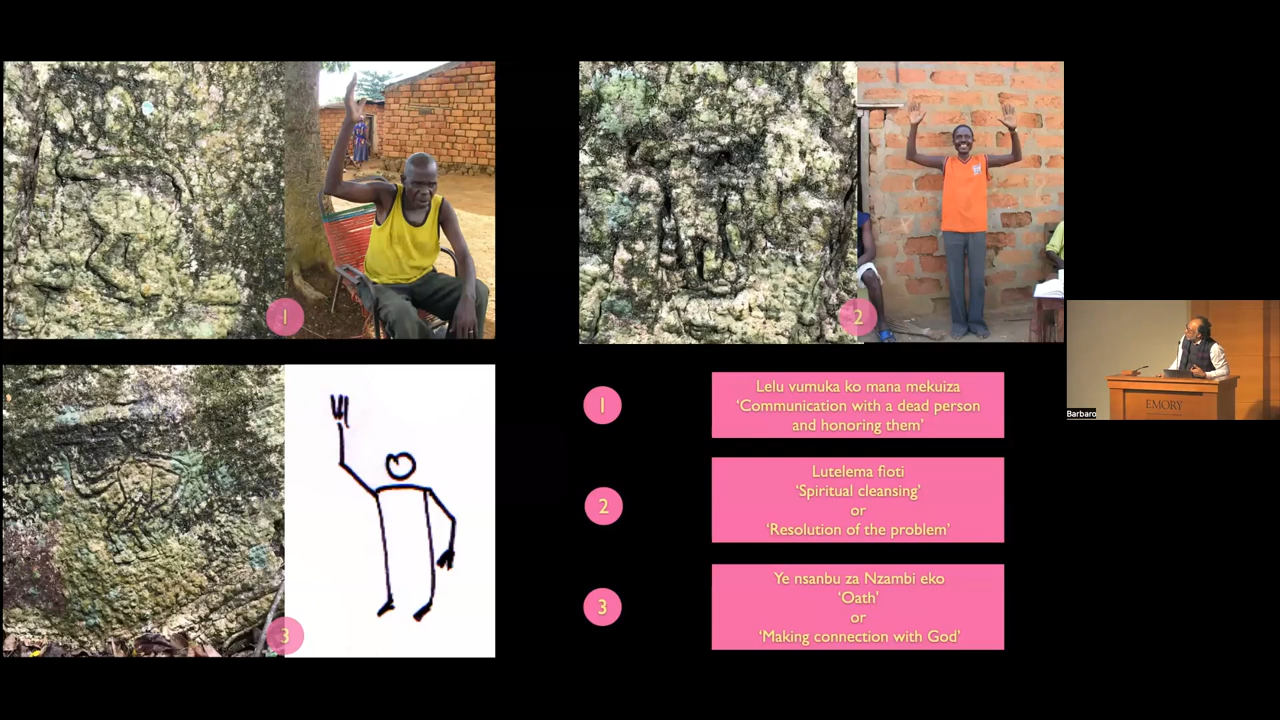 1
2
3
1
Lelu vumuka ko mana mekuiza
'Communication with a dead person
and honoring them'
2
Lutelema fioti
'Spiritual cleansing'
or
'Resolution of the problem'
3
Ye nsanbu za Nzambi eko
'Oath'
or
'Making connection with God'
EMORY
Barbaro